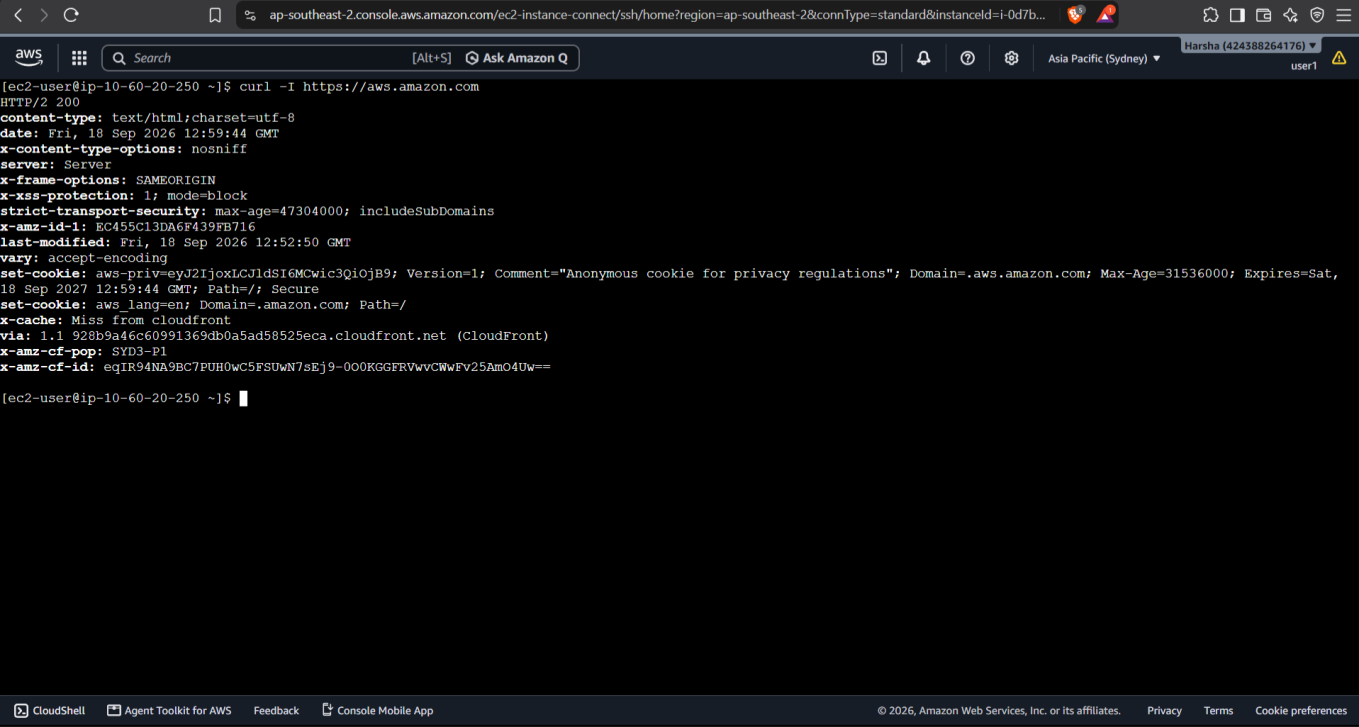 ap-southeast-2.console.aws.amazon.com/ec2-instance-connect/ssh/home?region=ap-southeast-2&connType=standard&instanceId=i-0d7b...
5
1
aws
Search
[Alt+S]
Ask Amazon Q
Asia Pacific (Sydney)
Harsha (424388264176)
user1
[ec2-user@ip-10-60-20-250 ~]$ curl -I https://aws.amazon.com
HTTP/2 200
content-type: text/html;charset=utf-8
date: Fri, 18 Sep 2026 12:59:44 GMT
x-content-type-options: nosniff
server: Server
x-frame-options: SAMEORIGIN
x-xss-protection: 1; mode=block
strict-transport-security: max-age=47304000; includeSubDomains
x-amz-id-1: EC455C13DA6F439FB716
last-modified: Fri, 18 Sep 2026 12:52:50 GMT
vary: accept-encoding
set-cookie: aws-priv=eyJ2IjoxLCJldSI6MCwic3QiOjB9; Version=1; Comment="Anonymous cookie for privacy regulations"; Domain=.aws.amazon.com; Max-Age=31536000; Expires=Sat,
18 Sep 2027 12:59:44 GMT; Path=/; Secure
set-cookie: aws_lang=en; Domain=.amazon.com; Path=/
x-cache: Miss from cloudfront
via: 1.1 928b9a46c60991369db0a5ad58525eca.cloudfront.net (CloudFront)
x-amz-cf-pop: SYD3-P1
x-amz-cf-id: eqIR94NA9BC7PUH0wC5FSUwN7sEj9-0O0KGGFRVwvCWwFv25AmO4Uw==
[ec2-user@ip-10-60-20-250 ~]$
CloudShell
Agent Toolkit for AWS
Feedback
Console Mobile App
© 2026, Amazon Web Services, Inc. or its affiliates.
Privacy
Terms
Cookie preferences